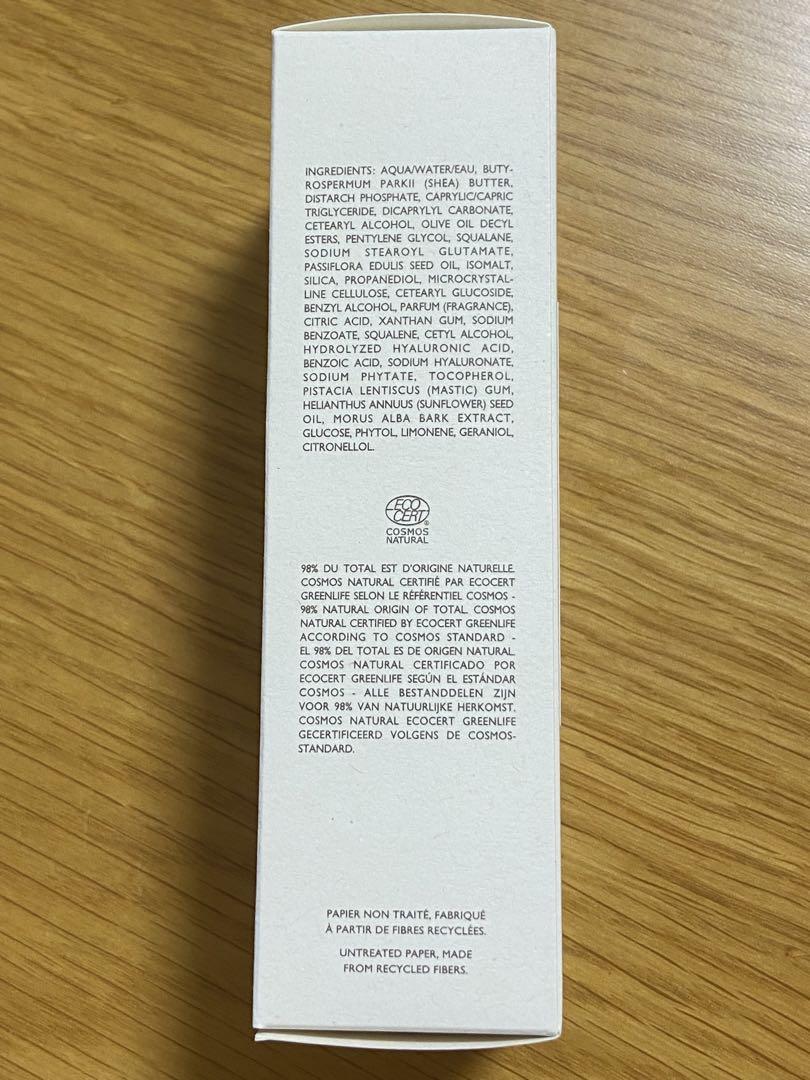 INGREDIENTS: AQUA/WATER/EAU, BUTY-
ROSPERMUM PARKII (SHEA) BUTTER,
DISTARCH PHOSPHATE, CAPRYLIC/CAPRIC
TRIGLYCERIDE, DICAPRYLYL CARBONATE,
CETEARYL ALCOHOL, OLIVE OIL DECYL
ESTERS, PENTYLENE GLYCOL, SQUALANE,
SODIUM STEAROYL GLUTAMATE,
PASSIFLORA EDULIS SEED OIL, ISOMALT,
SILICA, PROPANEDIOL, MICROCRYSTAL-
LINE CELLULOSE, CETEARYL GLUCOSIDE,
BENZYL ALCOHOL, PARFUM (FRAGRANCE),
CITRIC ACID, XANTHAN GUM, SODIUM
BENZOATE, SQUALENE, CETYL ALCOHOL,
HYDROLYZED HYALURONIC ACID,
BENZOIC ACID, SODIUM HYALURONATE,
SODIUM PHYTATE, TOCOPHEROL,
PISTACIA LENTISCUS (MASTIC) GUM,
HELIANTHUS ANNUUS (SUNFLOWER) SEED
OIL, MORUS ALBA BARK EXTRACT,
GLUCOSE, PHYTOL, LIMONENE, GERANIOL,
CITRONELLOL.
ECO
CERT®
COSMOS
NATURAL
98% DU TOTAL EST D'ORIGINE NATURELLE.
COSMOS NATURAL CERTIFIÉ PAR ECOCERT
GREENLIFE SELON LE RÉFÉRENTIEL COSMOS -
98% NATURAL ORIGIN OF TOTAL. COSMOS
NATURAL CERTIFIED BY ECOCERT GREENLIFE
ACCORDING TO COSMOS STANDARD -
EL 98% DEL TOTAL ES DE ORIGEN NATURAL.
COSMOS NATURAL CERTIFICADO POR
ECOCERT GREENLIFE SEGÚN EL ESTÁNDAR
COSMOS - ALLE BESTANDDELEN ZIJN
VOOR 98% VAN NATUURLIJKE HERKOMST.
COSMOS NATURAL ECOCERT GREENLIFE
GECERTIFICEERD VOLGENS DE COSMOS-
STANDARD.
PAPIER NON TRAITÉ, FABRIQUÉ
À PARTIR DE FIBRES RECYCLÉES.
UNTREATED PAPER, MADE
FROM RECYCLED FIBERS.